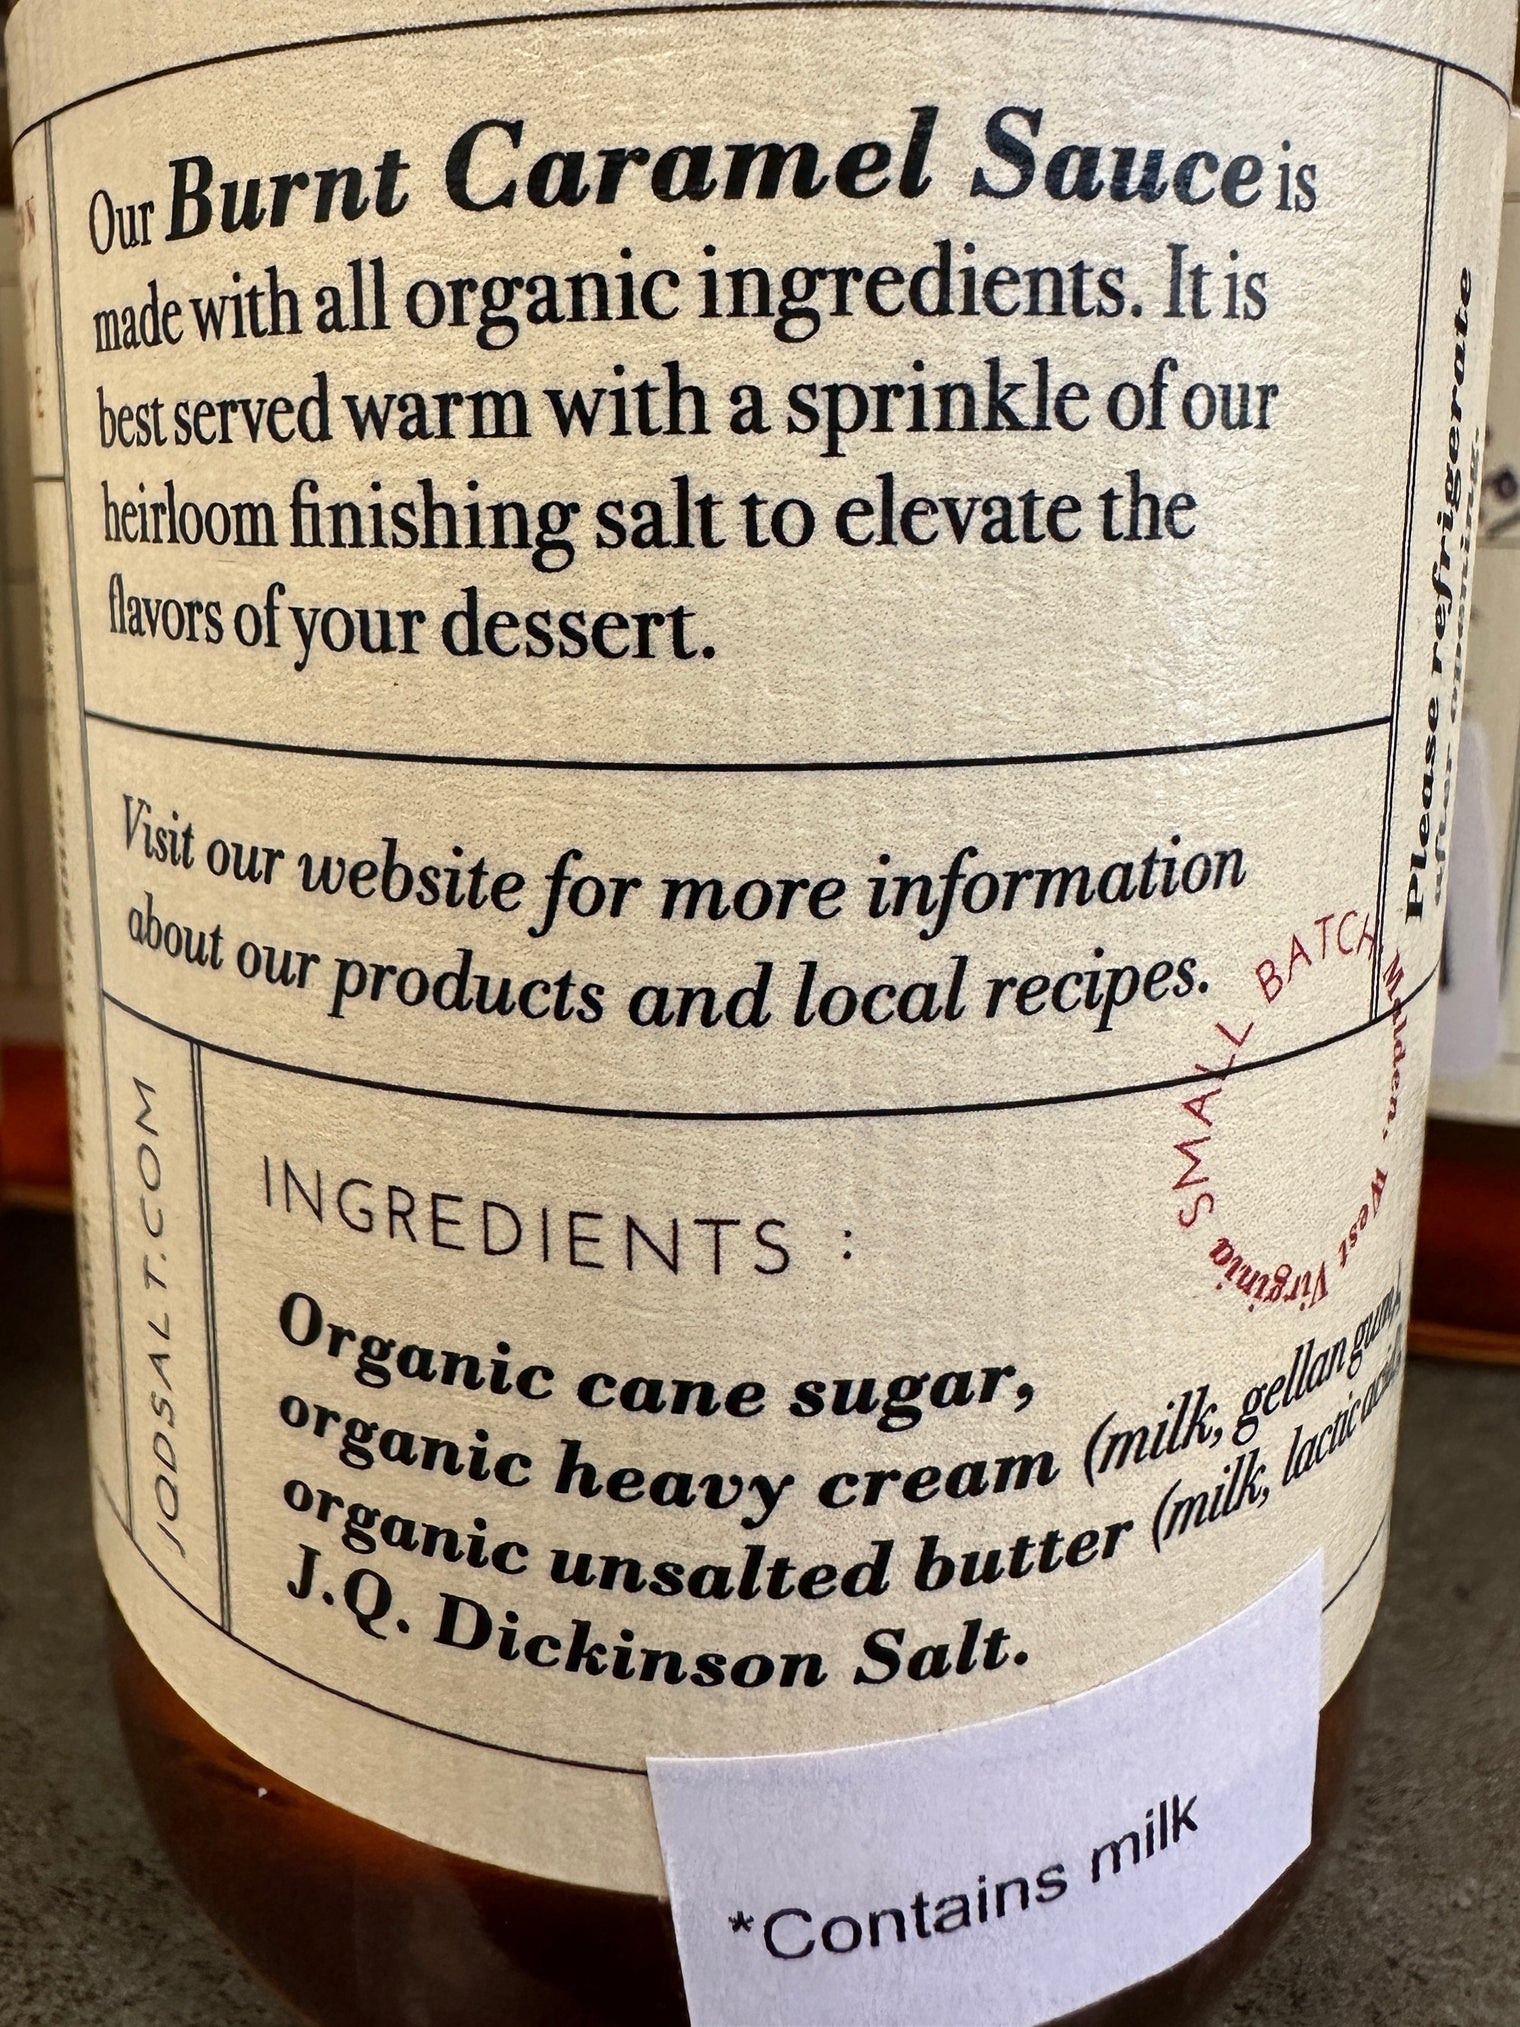 Our Burnt Caramel Sauce is
made with all organic ingredients. It is
best served warm with a sprinkle of our
heirloom finishing salt to elevate the
flavors of your dessert.
Please refrigerate
after opening.
Visit our website for more information
about our products and local recipes.
SMALL BATCH
Malden, West Virginia
JQDSALT.COM
INGREDIENTS :
Organic cane sugar,
organic heavy cream (milk, gellan gum),
organic unsalted butter (milk, lactic acid),
J.Q. Dickinson Salt.
*Contains milk